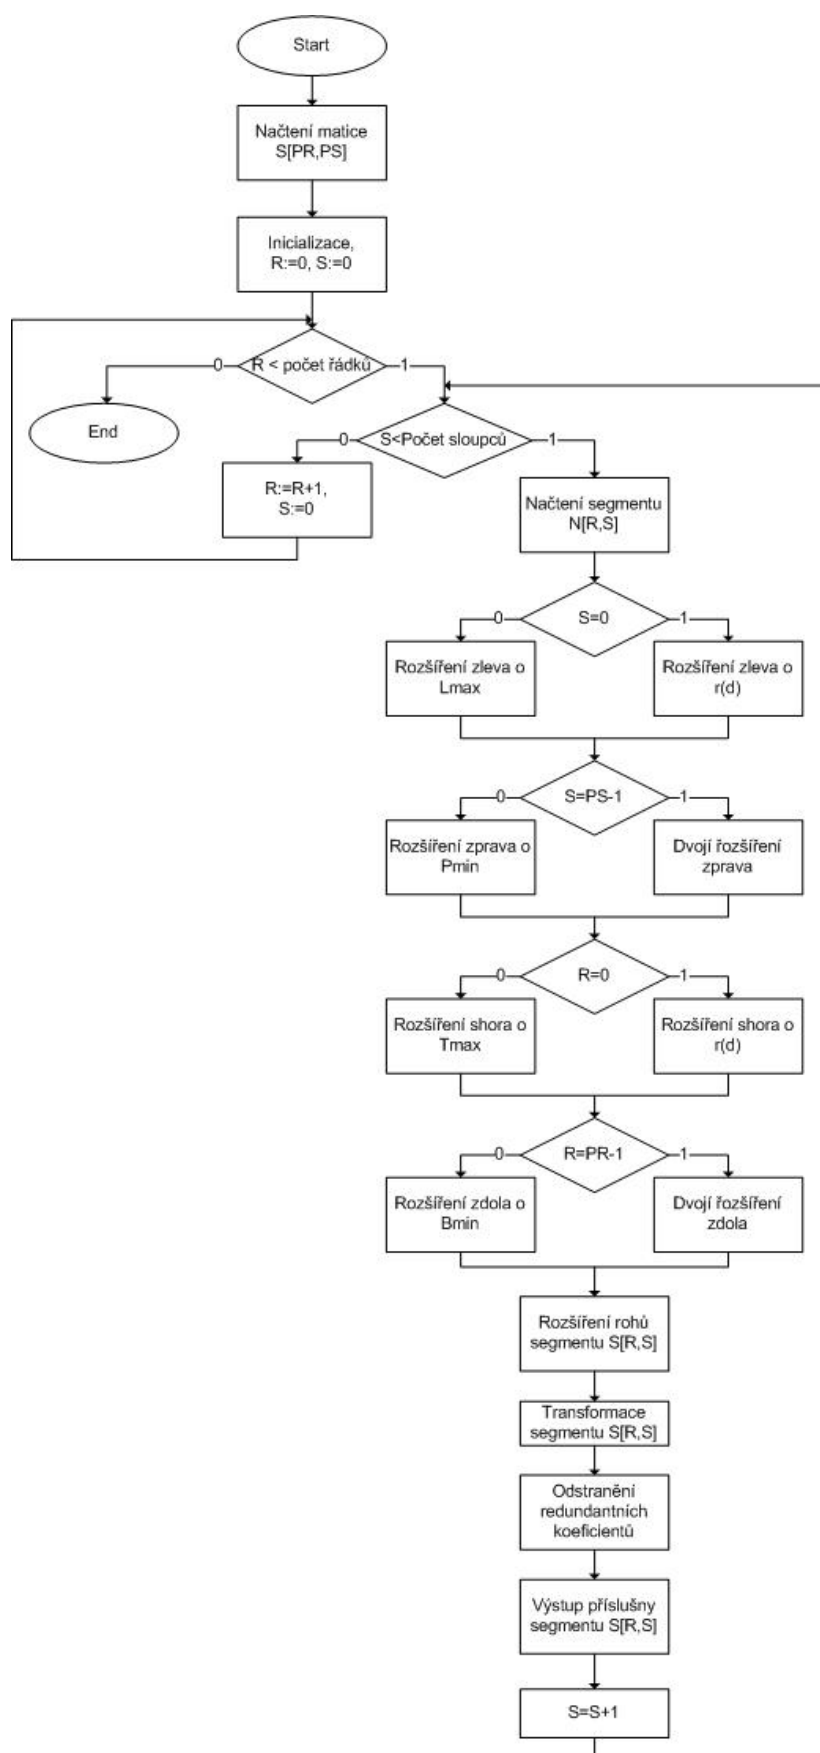 Start
Načtení matice
S[PR,PS]
Inicializace,
R:=0, S:=0
0
R < počet řádků
1
End
0
S<Počet sloupců
1
R:=R+1,
S:=0
Načtení segmentu
N[R,S]
0
S=0
1
Rozšíření zleva o
Lmax
Rozšíření zleva o
r(d)
0
S=PS-1
1
Rozšíření zprava o
Pmin
Dvojí řozšíření
zprava
0
R=0
1
Rozšíření shora o
Tmax
Rozšíření shora o
r(d)
0
R=PR-1
1
Rozšíření zdola o
Bmin
Dvojí řozšíření
zdola
Rozšíření rohů
segmentu S[R,S]
Transformace
segmentu S[R,S]
Odstranění
redundantních
koeficientů
Výstup příslušny
segmentu S[R,S]
S=S+1